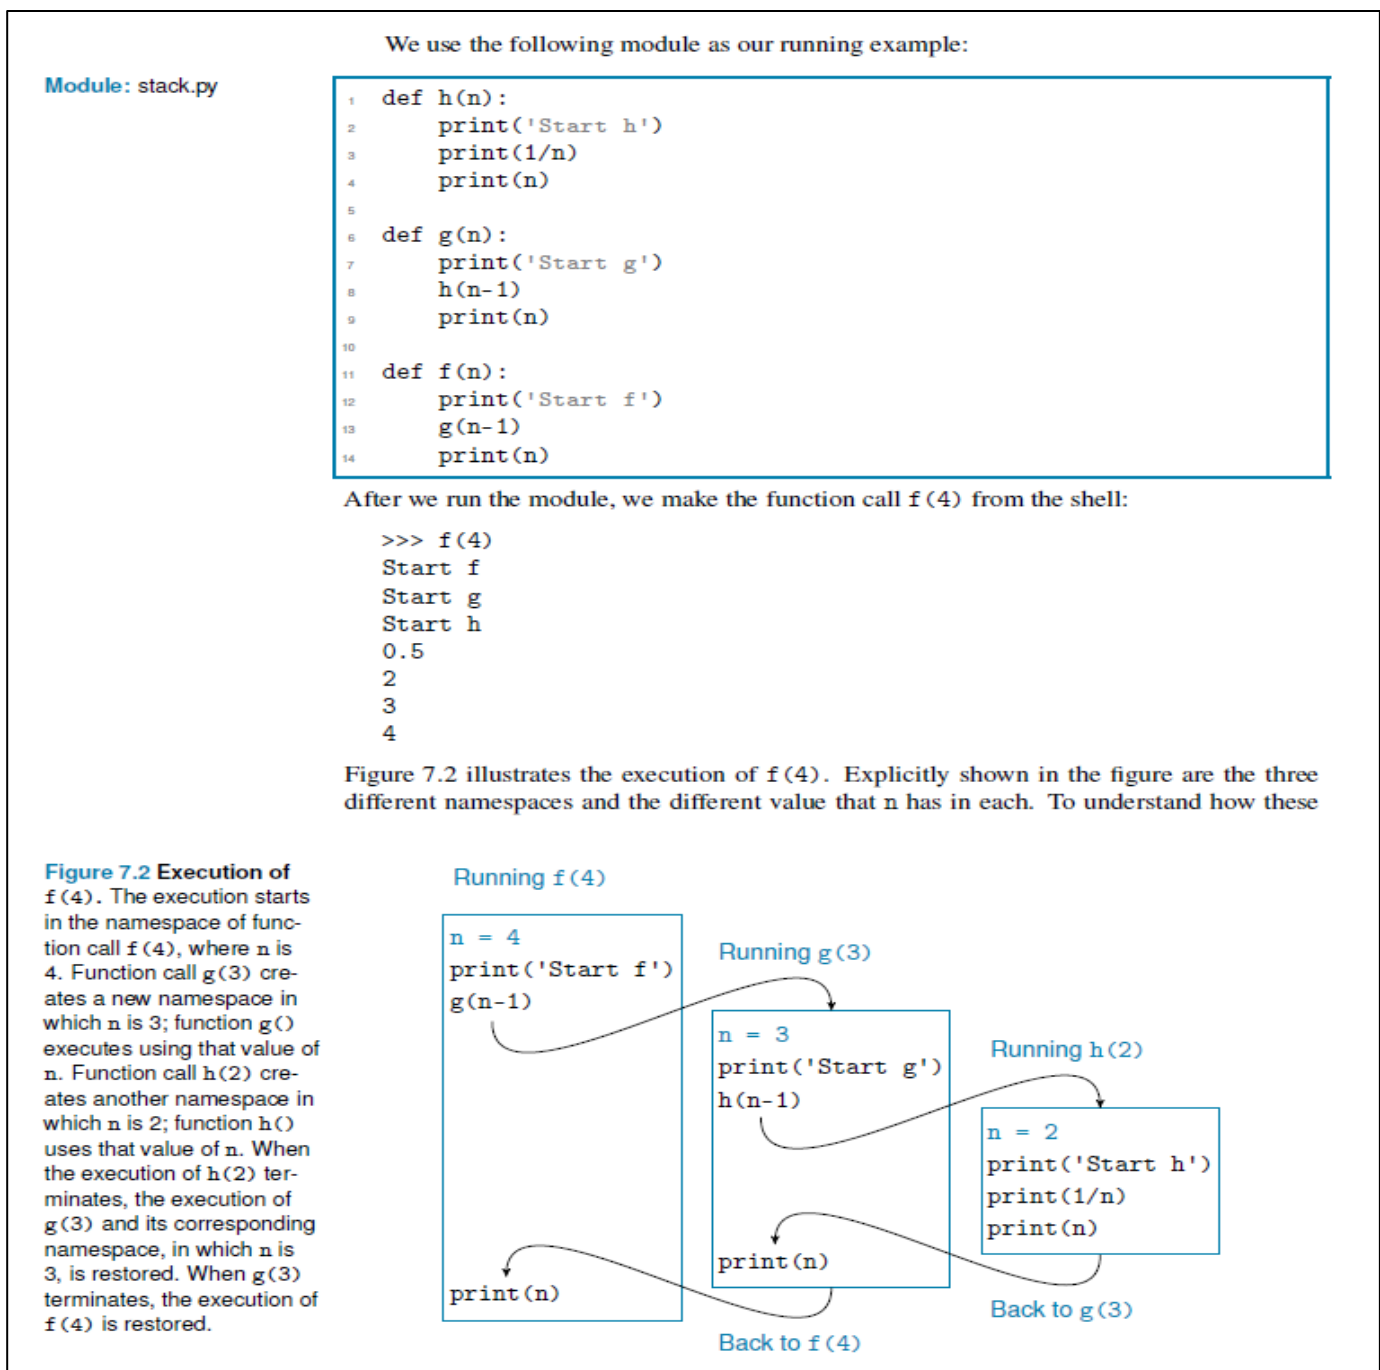 We use the following module as our running example:
Module: stack.py
1 def h(n):
2     print('Start h')
3     print(1/n)
4     print(n)
5
6 def g(n):
7     print('Start g')
8     h(n-1)
9     print(n)
10
11 def f(n):
12     print('Start f')
13     g(n-1)
14     print(n)
After we run the module, we make the function call f(4) from the shell:
>>> f(4)
Start f
Start g
Start h
0.5
2
3
4
Figure 7.2 illustrates the execution of f(4). Explicitly shown in the figure are the three
different namespaces and the different value that n has in each. To understand how these
Figure 7.2 Execution of
f(4). The execution starts
in the namespace of func-
tion call f(4), where n is
4. Function call g(3) cre-
ates a new namespace in
which n is 3; function g()
executes using that value of
n. Function call h(2) cre-
ates another namespace in
which n is 2; function h()
uses that value of n. When
the execution of h(2) ter-
minates, the execution of
g(3) and its corresponding
namespace, in which n is
3, is restored. When g(3)
terminates, the execution of
f(4) is restored.
Running f(4)
n = 4
print('Start f')
g(n-1)
print(n)
Running g(3)
n = 3
print('Start g')
h(n-1)
print(n)
Back to f(4)
Running h(2)
n = 2
print('Start h')
print(1/n)
print(n)
Back to g(3)